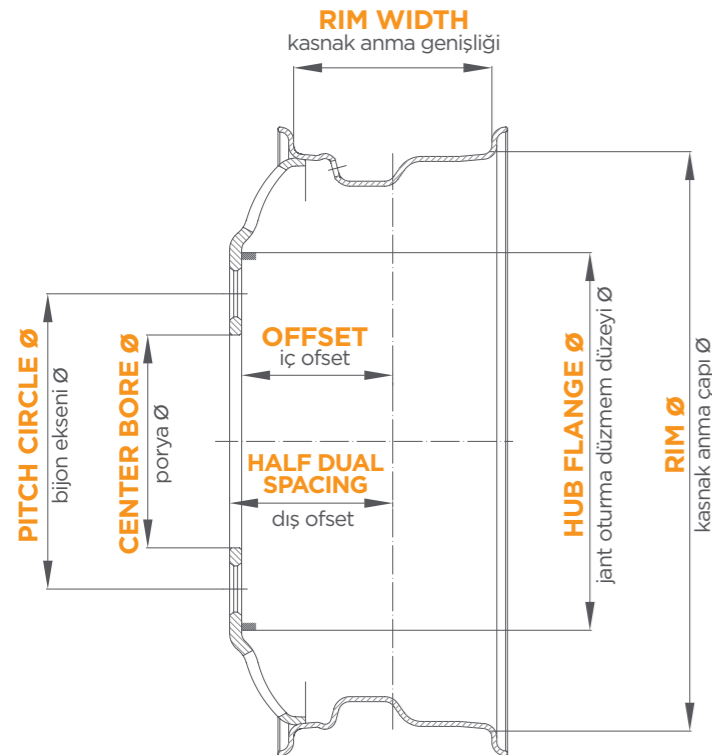 RIM WIDTH
kasnak anma genişliği
PITCH CIRCLE Ø
bijon ekseni Ø
CENTER BORE Ø
porya Ø
OFFSET
iç ofset
HALF DUAL
SPACING
dış ofset
HUB FLANGE Ø
jant oturma düzmem düzeyi Ø
RIM Ø
kasnak anma çapı Ø